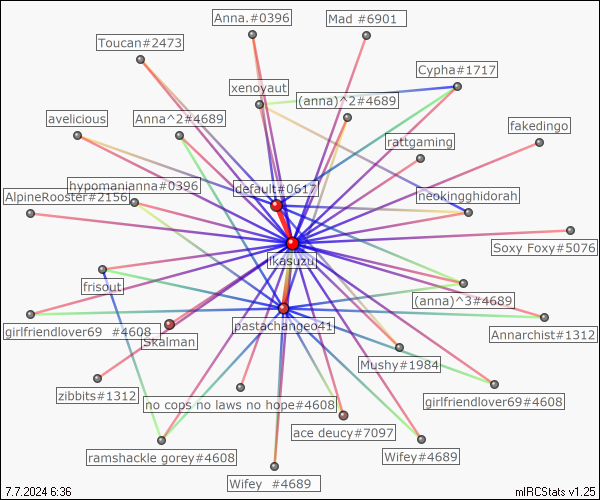 Anna.#0396
Mad #6901
Toucan#2473
Cypha#1717
xenoyaut
(anna)^2#4689
avelicious
Anna^2#4689
fakedingo
rattgaming
hypomanianna#0396
default#0617
AlpineRooster#2156
neokingghidorah
Soxy Foxy#5076
ikasuzu
frisout
(anna)^3#4689
pastachangeo41
girlfriendlover69 #4608
Skalman
Annarchist#1312
Mushy#1984
zibbits#1312
no cops no laws no hope#4608
girlfriendlover69#4608
ace deucy#7097
ramshackle gorey#4608
Wifey#4689
Wifey #4689
7.7.2024 6:36
mIRCStats v1.25